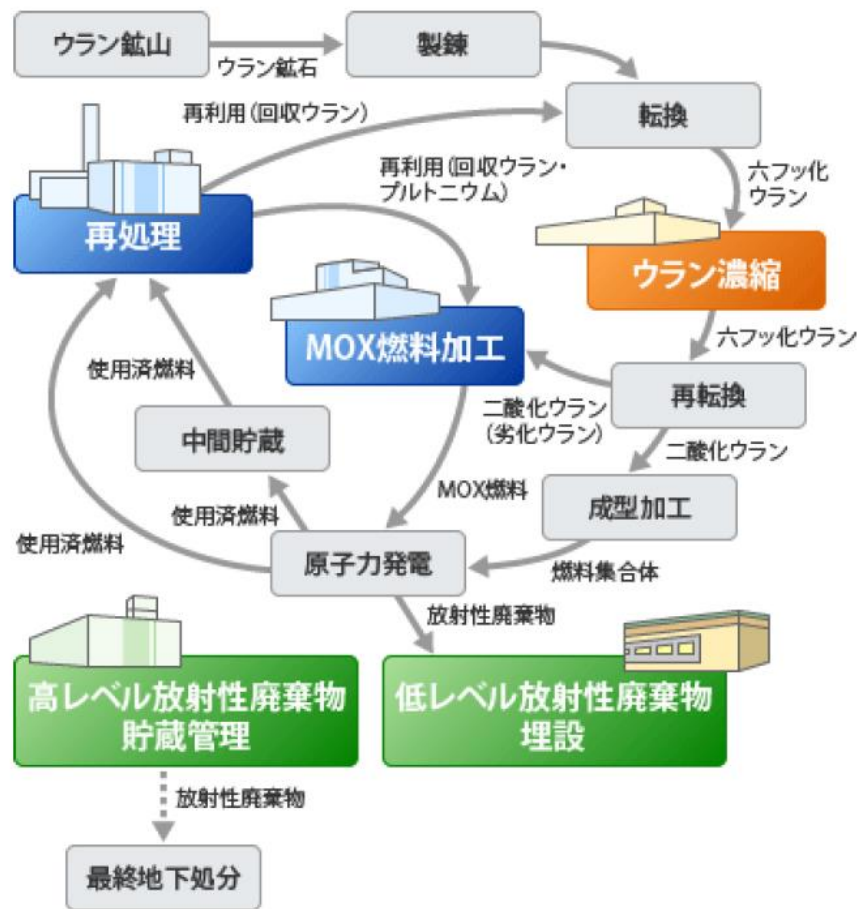 ウラン鉱山
ウラン鉱石
製錬
転換
再利用(回収ウラン)
再利用(回収ウラン・
プルトニウム)
六フッ化
ウラン
再処理
ウラン濃縮
MOX燃料加工
六フッ化ウラン
使用済燃料
二酸化ウラン
(劣化ウラン)
再転換
中間貯蔵
二酸化ウラン
MOX燃料
成型加工
使用済燃料
使用済燃料
原子力発電
燃料集合体
放射性廃棄物
高レベル放射性廃棄物
貯蔵管理
低レベル放射性廃棄物
埋設
放射性廃棄物
最終地下処分